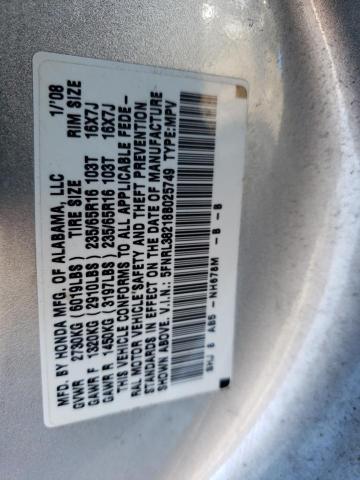 MFD. BY HONDA MFG. OF ALABAMA, LLC 1/'08
GVWR 2730KG (6019LBS) TIRE SIZE RIM SIZE
GAWR F 1320KG (2910LBS) 235/65R16 103T 16X7J
GAWR R 1450KG (3197LBS) 235/65R16 103T 16X7J
THIS VEHICLE CONFORMS TO ALL APPLICABLE FEDE-
RAL MOTOR VEHICLE SAFETY AND THEFT PREVENTION
STANDARDS IN EFFECT ON THE DATE OF MANUFACTURE
SHOWN ABOVE. V.I.N.: 5FNRL38218B025749 TYPE:MPV
SHJ 8 AB5 -NH678M -B -B